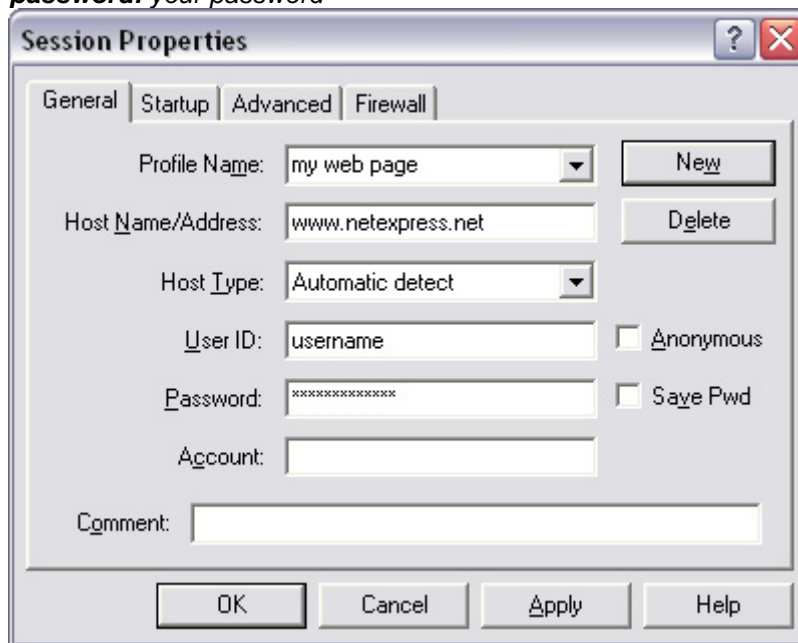 password: your password
Session Properties
General Startup Advanced Firewall
Profile Name: my web page New
Host Name/Address: www.netexpress.net Delete
Host Type: Automatic detect
User ID: username Anonymous
Password: ************* Save Pwd
Account:
Comment:
OK Cancel Apply Help